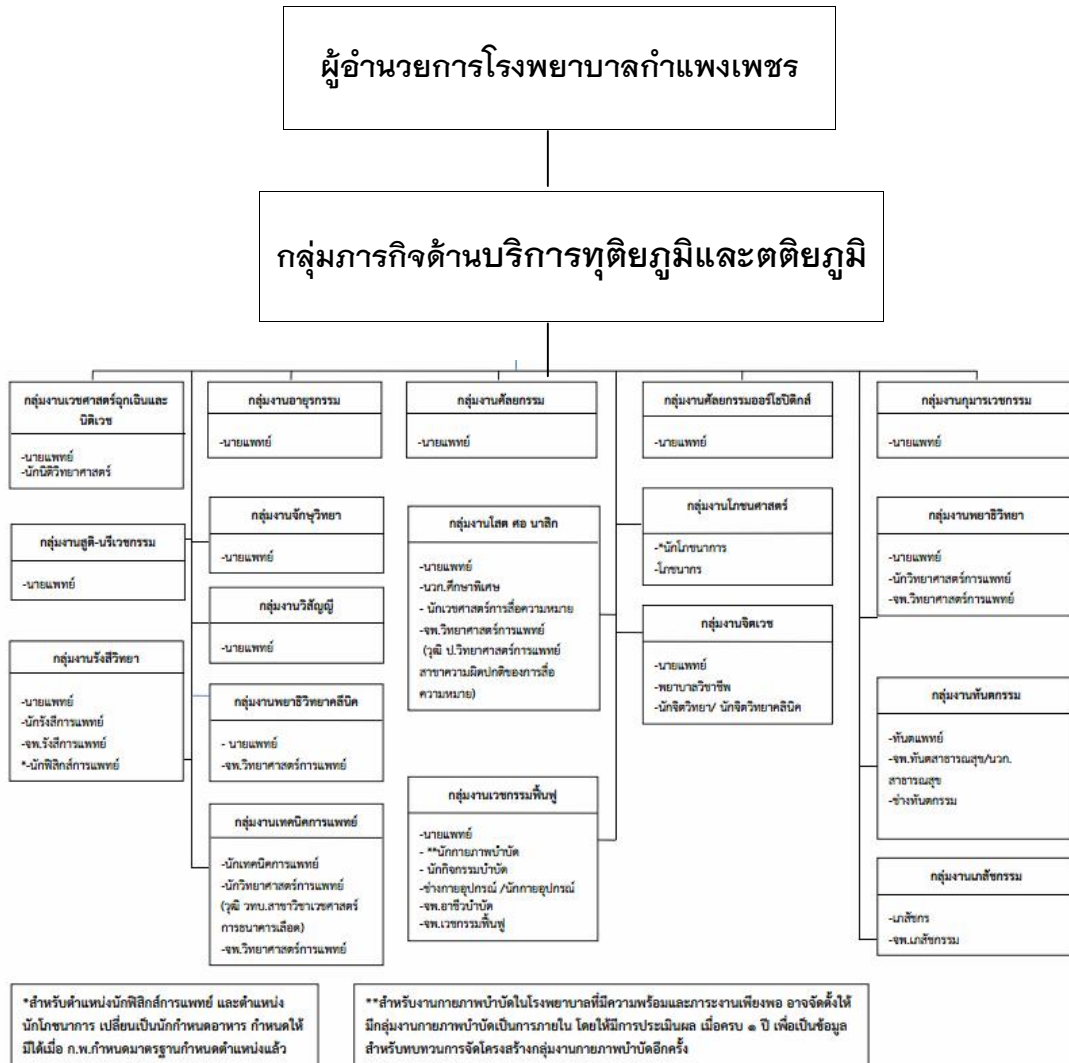 ผู้อำนวยการโรงพยาบาลกำแพงเพชร
กลุ่มภารกิจด้านบริการทุติยภูมิและตติยภูมิ
กลุ่มงานเวชศาสตร์ฉุกเฉินและ
นิติเวช
-นายแพทย์
-นักนิติวิทยาศาสตร์
กลุ่มงานอายุรกรรม
-นายแพทย์
กลุ่มงานศัลยกรรม
-นายแพทย์
กลุ่มงานศัลยกรรมออร์โธปิดิกส์
-นายแพทย์
กลุ่มงานกุมารเวชกรรม
-นายแพทย์
กลุ่มงานสูติ-นรีเวชกรรม
-นายแพทย์
กลุ่มงานจักษุวิทยา
-นายแพทย์
กลุ่มงานวิสัญญี
-นายแพทย์
กลุ่มงานโสต ศอ นาสิก
-นายแพทย์
-นวก.ศึกษาพิเศษ
- นักเวชศาสตร์การสื่อความหมาย
-จพ.วิทยาศาสตร์การแพทย์
(วุฒิ ป.วิทยาศาสตร์การแพทย์
สาขาความผิดปกติของการสื่อ
ความหมาย)
กลุ่มงานโภชนศาสตร์
-*นักโภชนาการ
-โภชนากร
กลุ่มงานพยาธิวิทยา
-นายแพทย์
-นักวิทยาศาสตร์การแพทย์
-จพ.วิทยาศาสตร์การแพทย์
กลุ่มงานจิตเวช
-นายแพทย์
-พยาบาลวิชาชีพ
-นักจิตวิทยา/ นักจิตวิทยาคลินิค
กลุ่มงานรังสีวิทยา
-นายแพทย์
-นักรังสีการแพทย์
-จพ.รังสีการแพทย์
*-นักฟิสิกส์การแพทย์
กลุ่มงานพยาธิวิทยาคลีนิค
- นายแพทย์
-จพ.วิทยาศาสตร์การแพทย์
กลุ่มงานทันตกรรม
-ทันตแพทย์
-จพ.ทันตสาธารณสุข/นวก.
สาธารณสุข
-ช่างทันตกรรม
กลุ่มงานเทคนิคการแพทย์
-นักเทคนิคการแพทย์
-นักวิทยาศาสตร์การแพทย์
(วุฒิ วทบ.สาขาวิชาเวชศาสตร์
การธนาคารเลือด)
-จพ.วิทยาศาสตร์การแพทย์
กลุ่มงานเวชกรรมฟื้นฟู
-นายแพทย์
- **นักกายภาพบำบัด
- นักกิจกรรมบำบัด
-ช่างกายอุปกรณ์ /นักกายอุปกรณ์
-จพ.อาชีวบำบัด
-จพ.เวชกรรมฟื้นฟู
กลุ่มงานเภสัชกรรม
-เภสัชกร
-จพ.เภสัชกรรม
*สำหรับตำแหน่งนักฟิสิกส์การแพทย์ และตำแหน่ง
นักโภชนาการ เปลี่ยนเป็นนักกำหนดอาหาร กำหนดให้
มีได้เมื่อ ก.พ.กำหนดมาตรฐานกำหนดตำแหน่งแล้ว
**สำหรับงานกายภาพบำบัดในโรงพยาบาลที่มีความพร้อมและภาระงานเพียงพอ อาจจัดตั้งให้
มีกลุ่มงานกายภาพบำบัดเป็นการภายใน โดยให้มีการประเมินผล เมื่อครบ ๑ ปี เพื่อเป็นข้อมูล
สำหรับทบทวนการจัดโครงสร้างกลุ่มงานกายภาพบำบัดอีกครั้ง